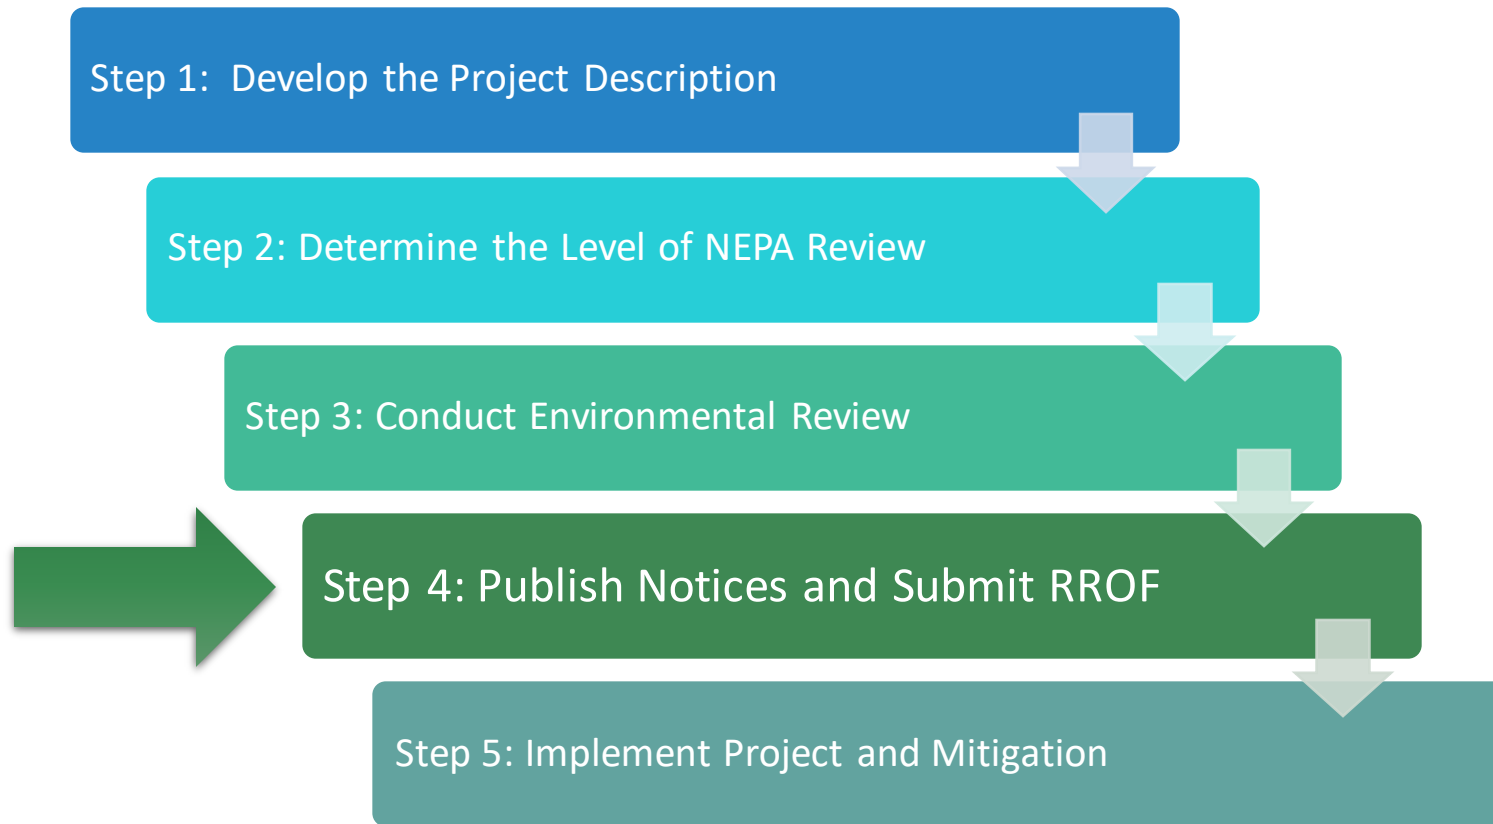 Step 1: Develop the Project Description
Step 2: Determine the Level of NEPA Review
Step 3: Conduct Environmental Review
Step 4: Publish Notices and Submit RROF
Step 5: Implement Project and Mitigation